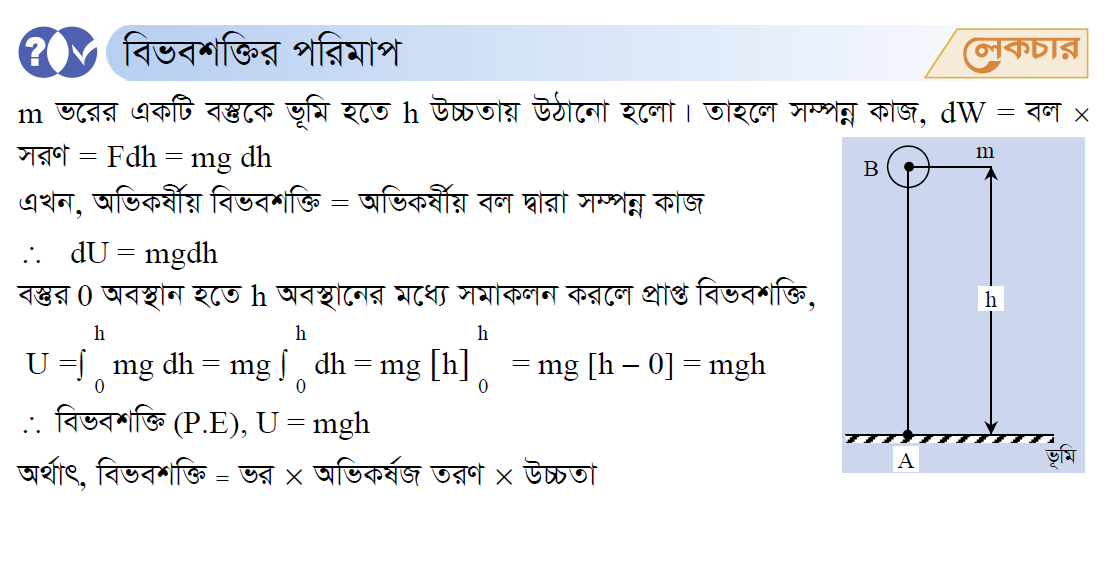 বিভবশক্তির পরিমাপ
লেকচার
m ভরের একটি বস্তুকে ভূমি হতে h উচ্চতায় উঠানো হলো। তাহলে সম্পন্ন কাজ, dW = বল ×
সরণ = Fdh = mg dh
এখন, অভিকর্ষীয় বিভবশক্তি = অভিকর্ষীয় বল দ্বারা সম্পন্ন কাজ
∴ dU = mgdh
বস্তুর 0 অবস্থান হতে h অবস্থানের মধ্যে সমাকলন করলে প্রাপ্ত বিভবশক্তি,
U =∫₀ʰ mg dh = mg ∫₀ʰ dh = mg [h]₀ʰ = mg [h – 0] = mgh
∴ বিভবশক্তি (P.E), U = mgh
অর্থাৎ, বিভবশক্তি = ভর × অভিকর্ষজ তরণ × উচ্চতা
B
m
h
A
ভূমি